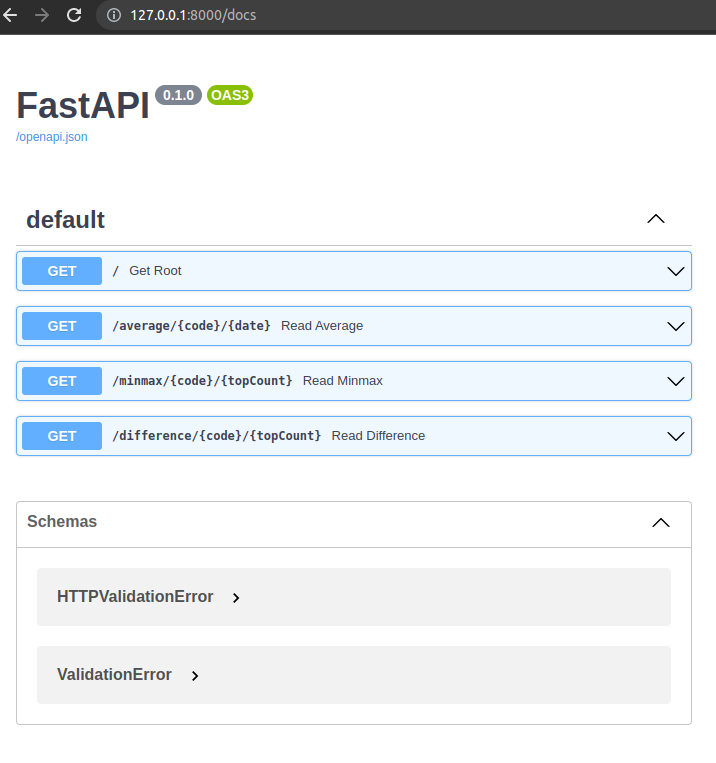 127.0.0.1:8000/docs
FastAPI 0.1.0 OAS3
/openapi.json
default
GET / Get Root
GET /average/{code}/{date} Read Average
GET /minmax/{code}/{topCount} Read Minmax
GET /difference/{code}/{topCount} Read Difference
Schemas
HTTPValidationError
ValidationError